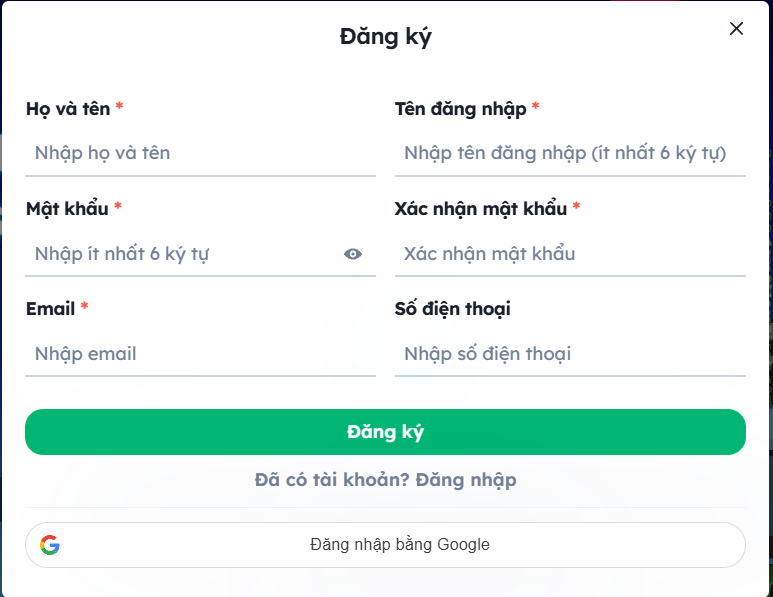 Đăng ký
Họ và tên * Tên đăng nhập *
Nhập họ và tên Nhập tên đăng nhập (ít nhất 6 ký tự)
Mật khẩu * Xác nhận mật khẩu *
Nhập ít nhất 6 ký tự Xác nhận mật khẩu
Email * Số điện thoại
Nhập email Nhập số điện thoại
Đăng ký
Đã có tài khoản? Đăng nhập
Đăng nhập bằng Google